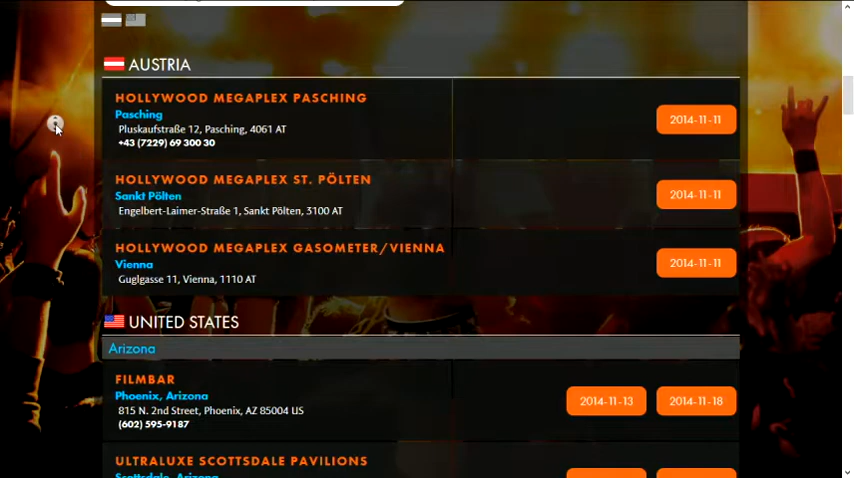 AUSTRIA
HOLLYWOOD MEGAPLEX PASCHING
Pasching
Pluskaufstraße 12, Pasching, 4061 AT
+43 (7229) 69 300 30
2014-11-11
HOLLYWOOD MEGAPLEX ST. PÖLTEN
Sankt Pölten
Engelbert-Laimer-Straße 1, Sankt Pölten, 3100 AT
2014-11-11
HOLLYWOOD MEGAPLEX GASOMETER/VIENNA
Vienna
Guglgasse 11, Vienna, 1110 AT
2014-11-11
UNITED STATES
Arizona
FILMBAR
Phoenix, Arizona
815 N. 2nd Street, Phoenix, AZ 85004 US
(602) 595-9187
2014-11-13
2014-11-18
ULTRALUXE SCOTTSDALE PAVILIONS
Scottsdale, Arizona